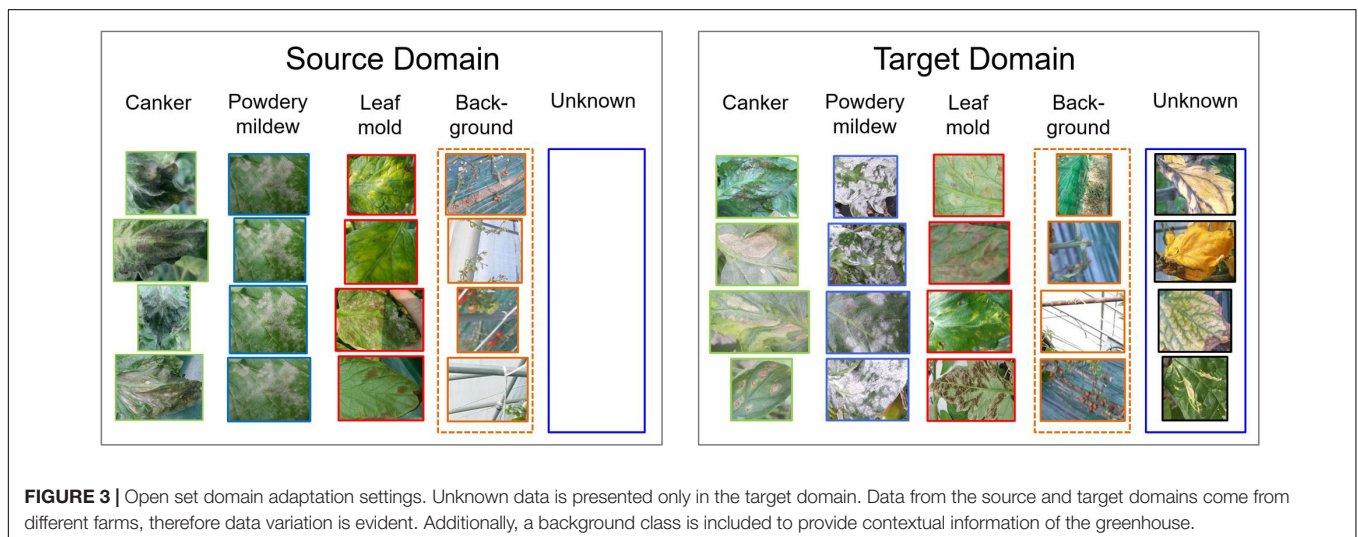 Source Domain
Canker
Powdery
mildew
Leaf
mold
Back-
ground
Unknown
Target Domain
Canker
Powdery
mildew
Leaf
mold
Back-
ground
Unknown
FIGURE 3 | Open set domain adaptation settings. Unknown data is presented only in the target domain. Data from the source and target domains come from
different farms, therefore data variation is evident. Additionally, a background class is included to provide contextual information of the greenhouse.